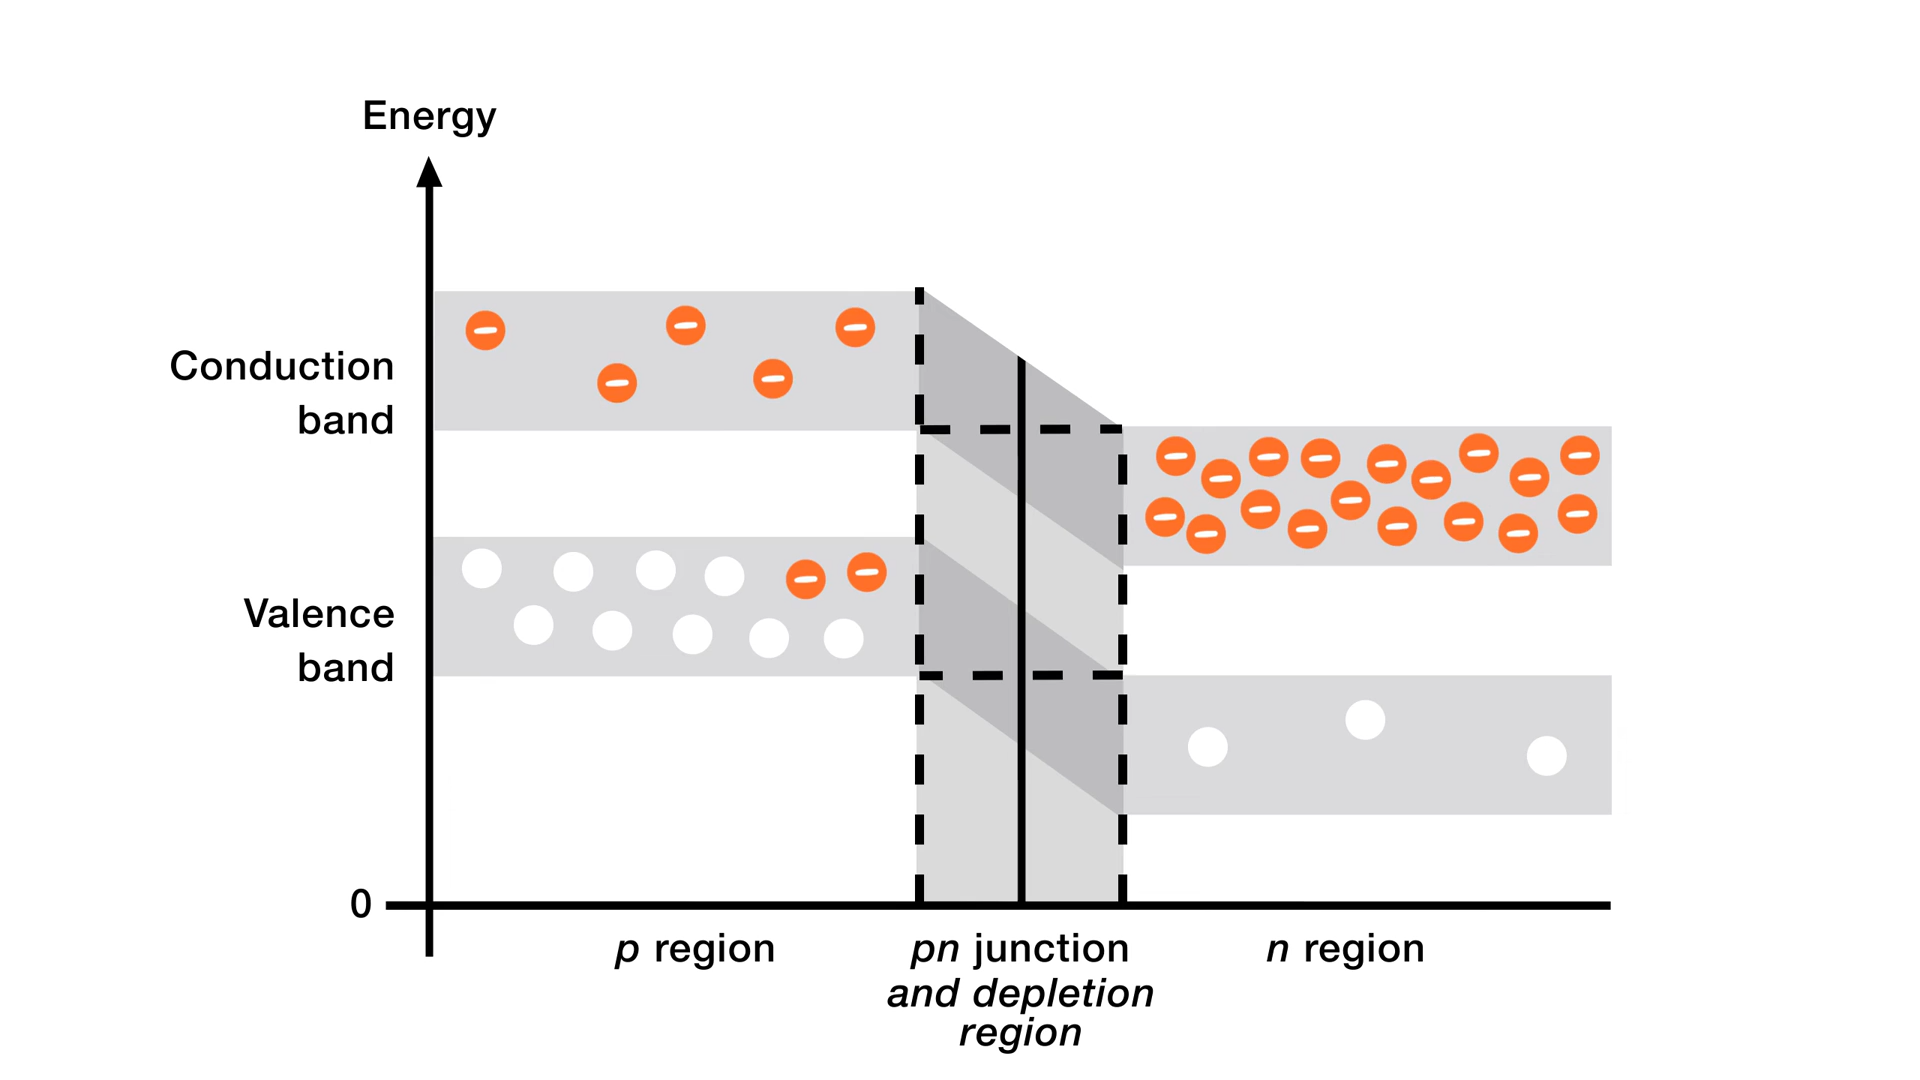 Energy
Conduction
band
Valence
band
0
p region
pn junction
and depletion
region
n region